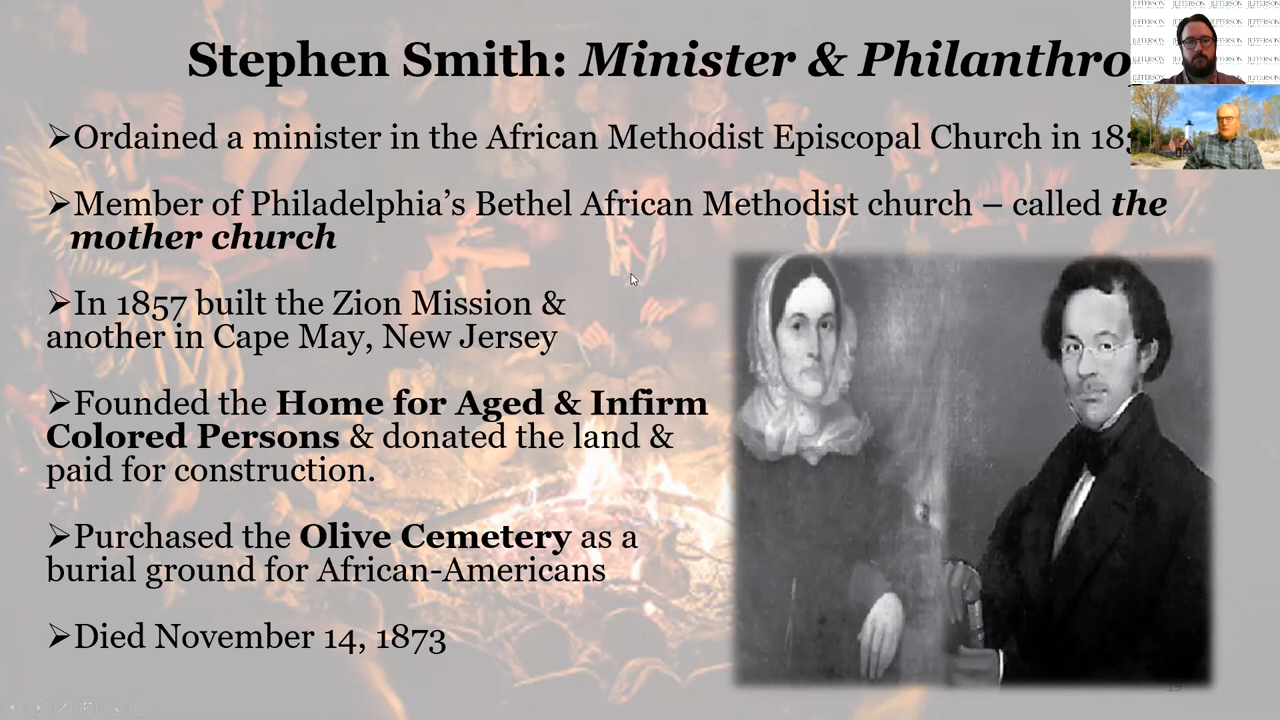 Stephen Smith: Minister & Philanthro
➢Ordained a minister in the African Methodist Episcopal Church in 183
➢Member of Philadelphia’s Bethel African Methodist church – called the
mother church
➢In 1857 built the Zion Mission &
another in Cape May, New Jersey
➢Founded the Home for Aged & Infirm
Colored Persons & donated the land &
paid for construction.
➢Purchased the Olive Cemetery as a
burial ground for African-Americans
➢Died November 14, 1873
19